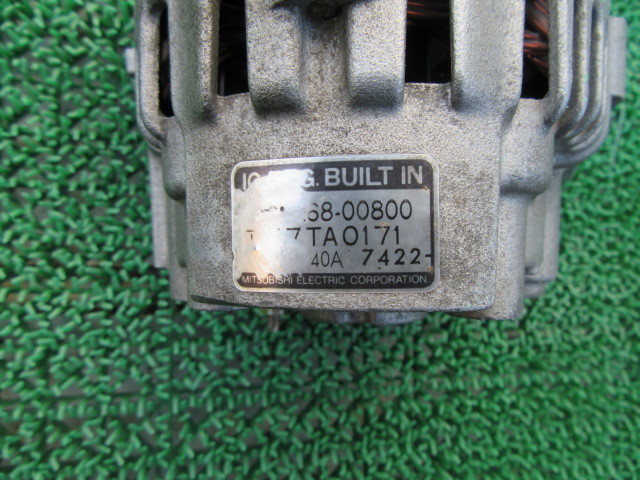 BUILT IN
68-00800
7TA0171
40A 7422-
MITSUBISHI ELECTRIC CORPORATION